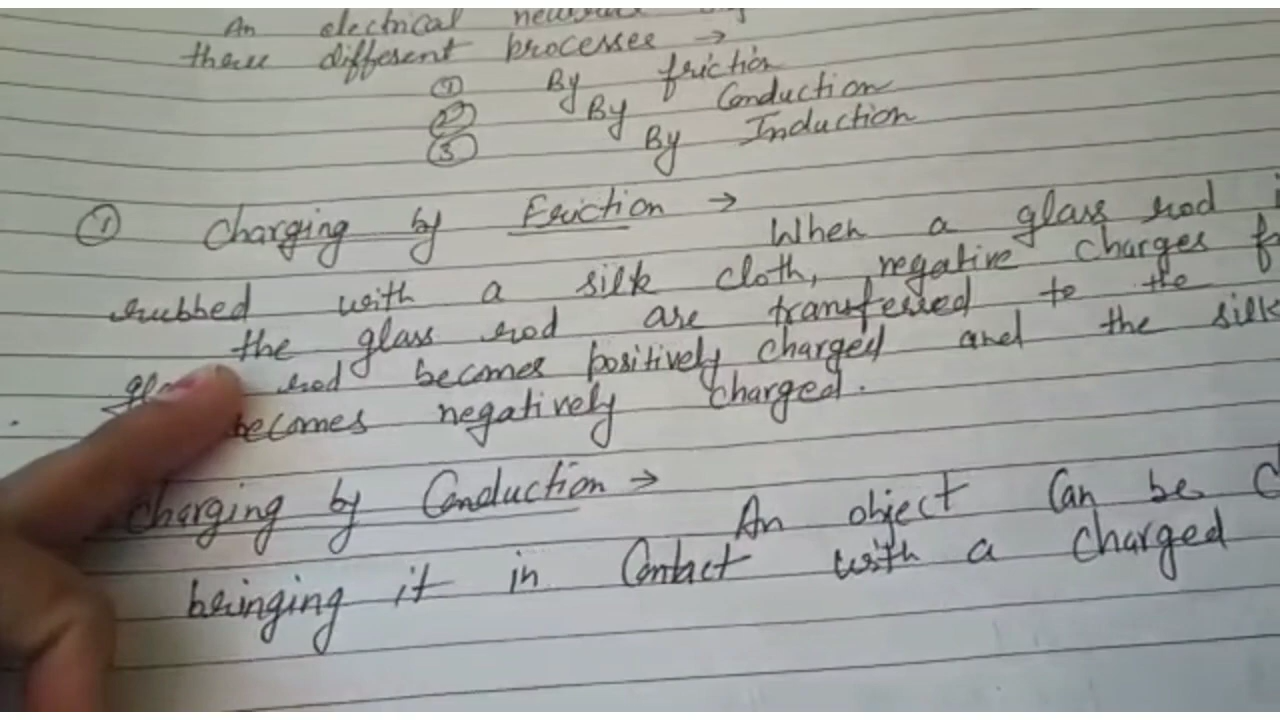 An electrical
three different processes →
① By friction
② By Conduction
③ By Induction
① Charging by Friction →
When a glass rod
rubbed with a silk cloth, negative charges
the glass rod are transferred to the
rod becomes positively charged and the silk
becomes negatively charged.
Charging by Conduction →
An object Can be
bringing it in Contact with a Charged